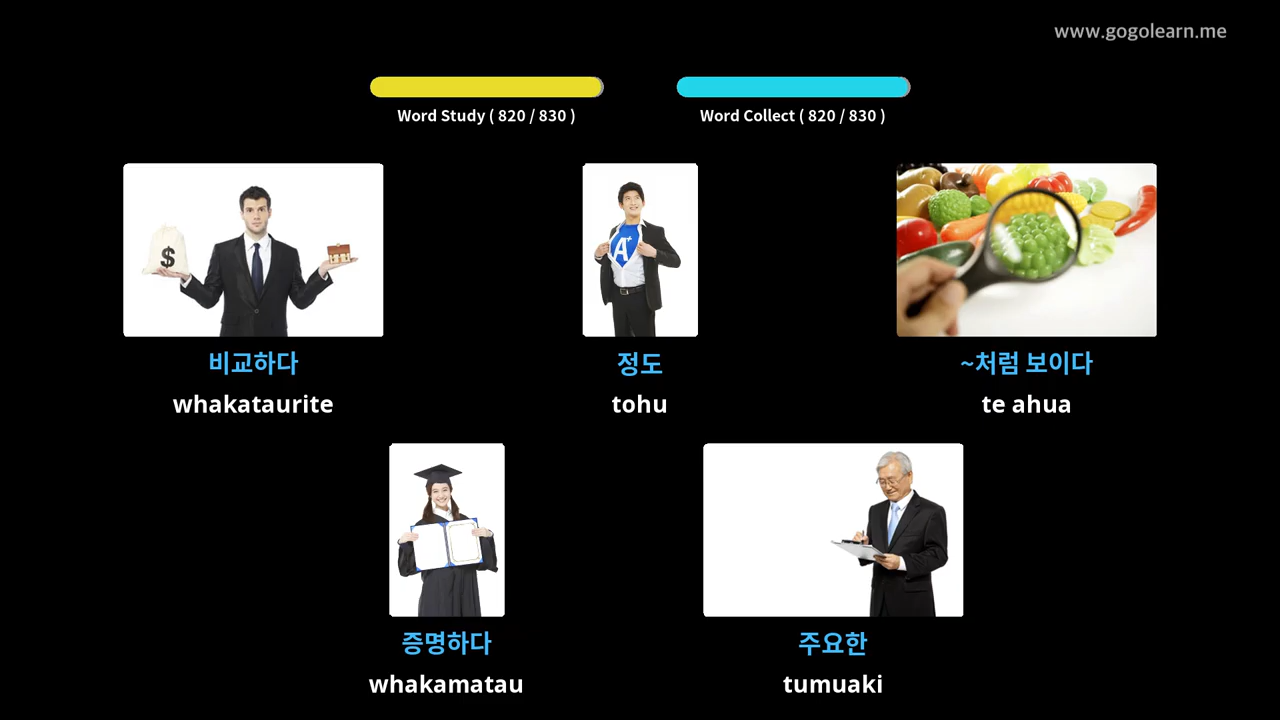 www.gogolearn.me
Word Study ( 820 / 830 )
Word Collect ( 820 / 830 )
$
A+
비교하다
정도
~처럼 보이다
whakataurite
tohu
te ahua
증명하다
주요한
whakamatau
tumuaki